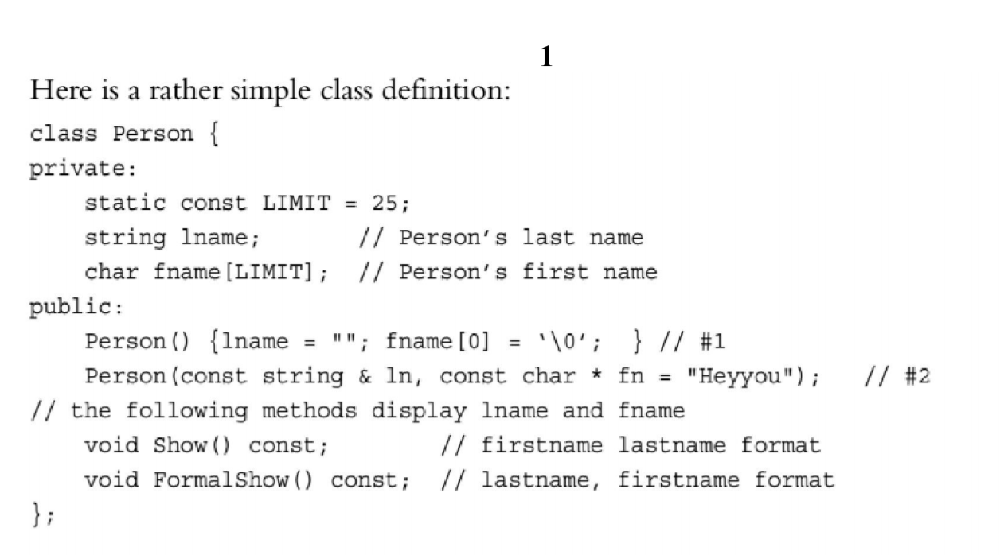 1
Here is a rather simple class definition:
class Person {
private:
    static const LIMIT = 25;
    string lname;       // Person's last name
    char fname[LIMIT];  // Person's first name
public:
    Person() {lname = ""; fname[0] = '\0';  } // #1
    Person(const string & ln, const char * fn = "Heyyou");   // #2
// the following methods display lname and fname
    void Show() const;        // firstname lastname format
    void FormalShow() const;  // lastname, firstname format
};